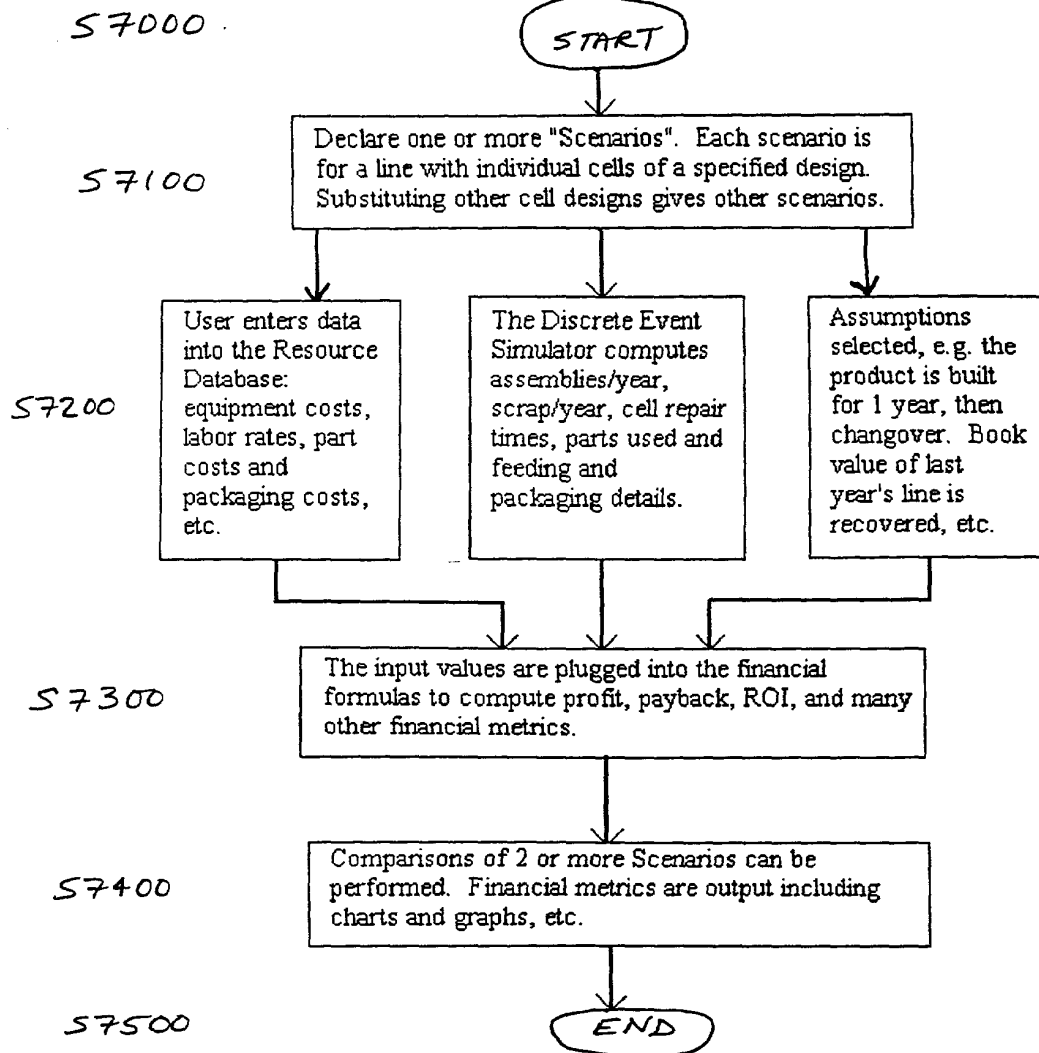 S7000
START
S7100
Declare one or more "Scenarios". Each scenario is
for a line with individual cells of a specified design.
Substituting other cell designs gives other scenarios.
S7200
User enters data
into the Resource
Database:
equipment costs,
labor rates, part
costs and
packaging costs,
etc.
The Discrete Event
Simulator computes
assemblies/year,
scrap/year, cell repair
times, parts used and
feeding and
packaging details.
Assumptions
selected, e.g. the
product is built
for 1 year, then
changover. Book
value of last
year's line is
recovered, etc.
S7300
The input values are plugged into the financial
formulas to compute profit, payback, ROI, and many
other financial metrics.
S7400
Comparisons of 2 or more Scenarios can be
performed. Financial metrics are output including
charts and graphs, etc.
S7500
END